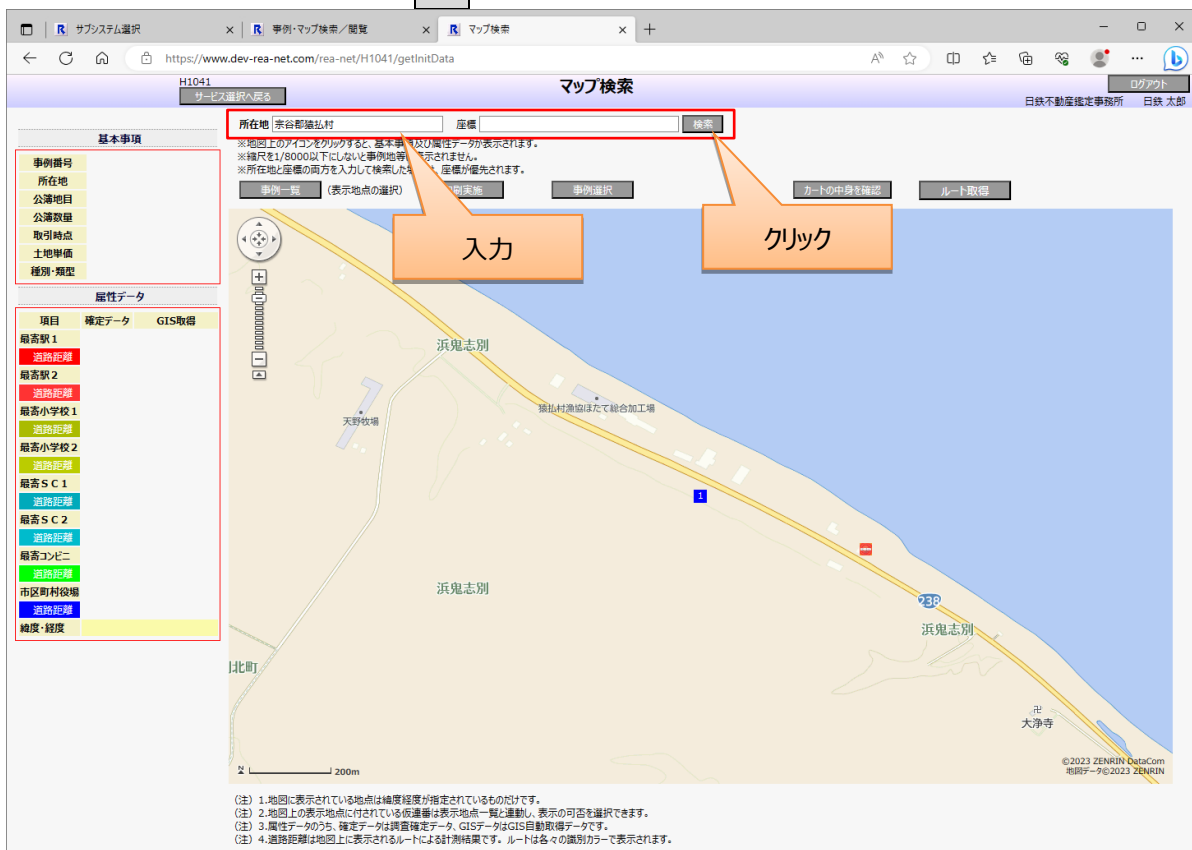 サブシステム選択
事例・マップ検索／閲覧
マップ検索
https://www.dev-rea-net.com/rea-net/H1041/getInitData
H1041
サービス選択へ戻る
マップ検索
ログアウト
日鉄不動産鑑定事務所 日鉄 太郎
所在地 宗谷郡猿払村 座標 検索
※地図上のアイコンをクリックすると、基本事項及び属性データが表示されます。
※縮尺を1/8000以下にしないと事例地等は表示されません。
※所在地と座標の両方を入力して検索した場合は、座標が優先されます。
事例一覧 (表示地点の選択) 印刷実施 事例選択 カートの中身を確認 ルート取得
入力
クリック
基本事項
事例番号
所在地
公簿地目
公簿数量
取引時点
土地単価
種別・類型
属性データ
項目 確定データ GIS取得
最寄駅１
道路距離
最寄駅２
道路距離
最寄小学校１
道路距離
最寄小学校２
道路距離
最寄ＳＣ１
道路距離
最寄ＳＣ２
道路距離
最寄コンビニ
道路距離
市区町村役場
道路距離
緯度・経度
浜鬼志別
天野牧場
猿払村漁協ほたて総合加工場
1
浜鬼志別
238
浜鬼志別
北町
卍
大浄寺
200m
©2023 ZENRIN DataCom
地図データ©2023 ZENRIN
（注）１.地図に表示されている地点は緯度経度が指定されているものだけです。
（注）２.地図上の表示地点に付されている仮連番は表示地点一覧と連動し、表示の可否を選択できます。
（注）３.属性データのうち、確定データは調査確定データ、GISデータはGIS自動取得データです。
（注）４.道路距離は地図上に表示されるルートによる計測結果です。ルートは各々の識別カラーで表示されます。